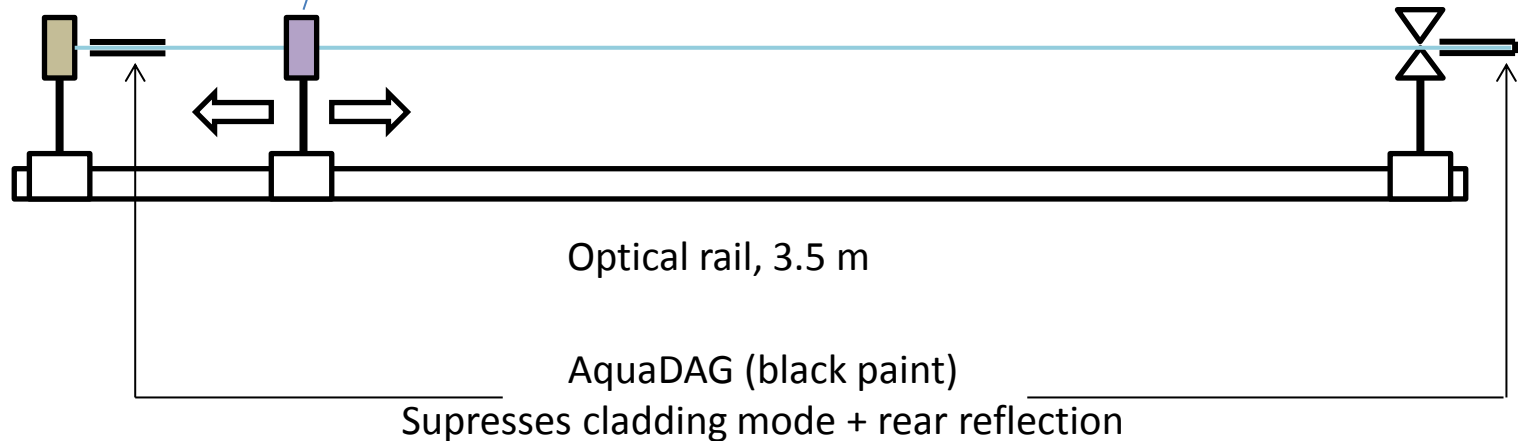 Optical rail, 3.5 m
AquaDAG (black paint)
Supresses cladding mode + rear reflection